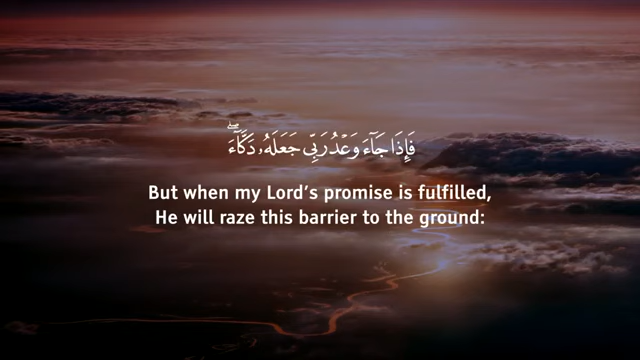 فَإِذَا جَآءَ وَعْدُ رَبِّى جَعَلَهُۥ دَكَّآءَ ۖ
But when my Lord’s promise is fulfilled,
He will raze this barrier to the ground: